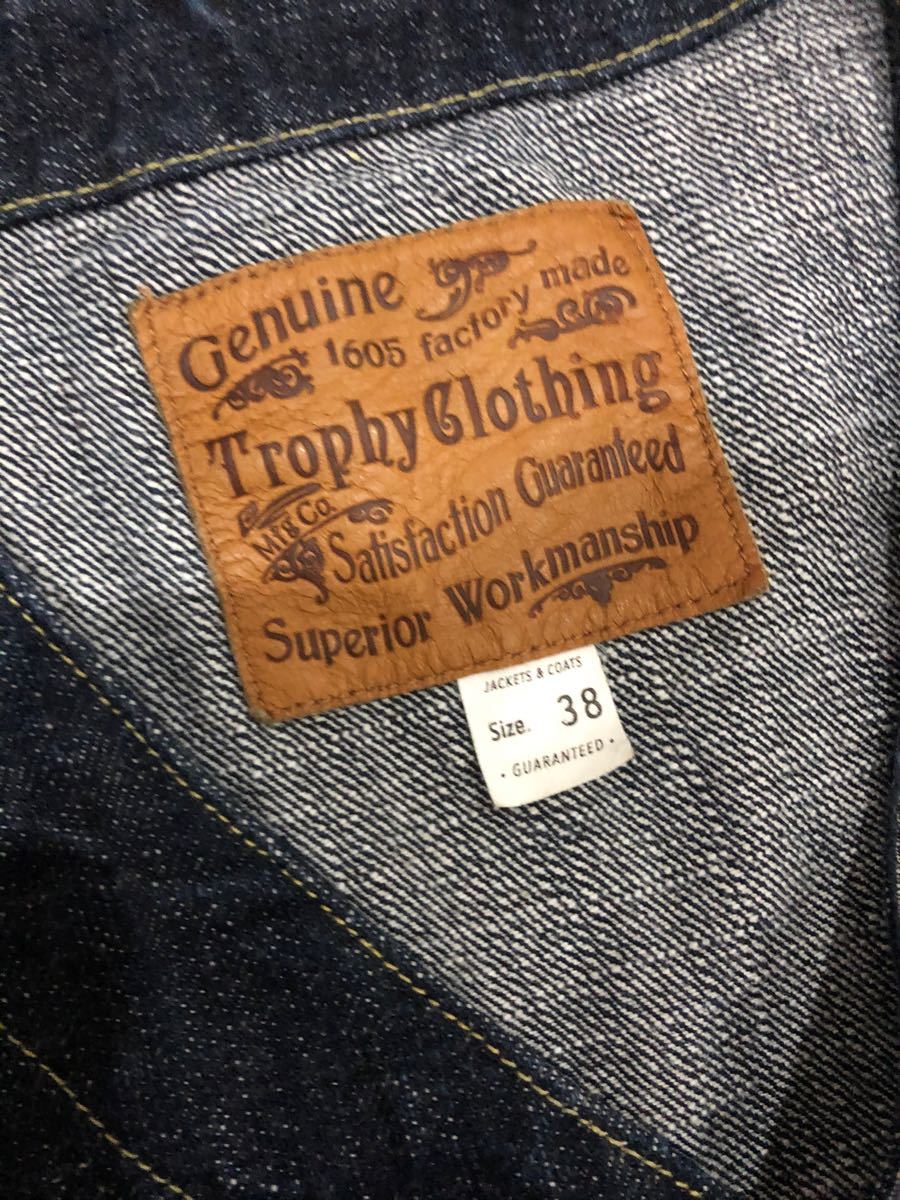 Genuine
1605 factory made
Trophy Clothing
Mfg Co.
Satisfaction Guaranteed
Superior Workmanship
JACKETS & COATS
Size. 38
• GUARANTEED •